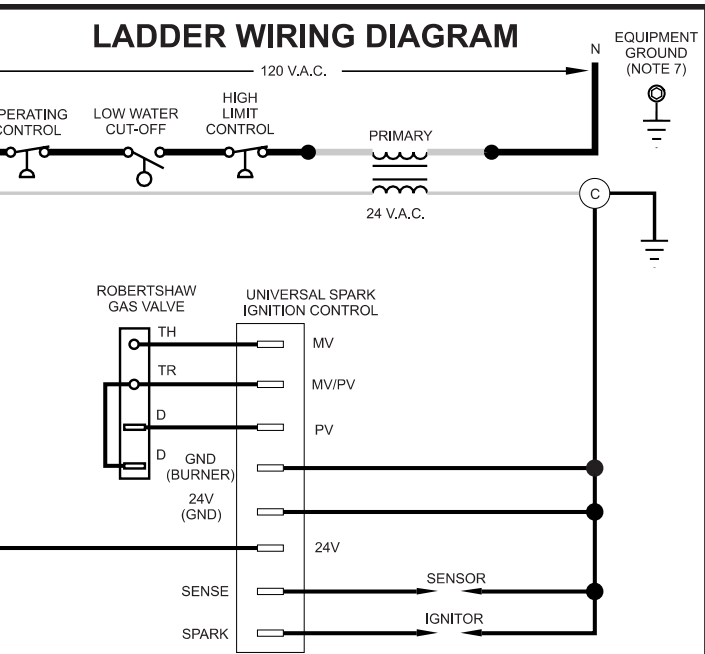 LADDER WIRING DIAGRAM
N
EQUIPMENT
GROUND
(NOTE 7)
120 V.A.C.
PERATING
CONTROL
LOW WATER
CUT-OFF
HIGH
LIMIT
CONTROL
PRIMARY
24 V.A.C.
C
ROBERTSHAW
GAS VALVE
UNIVERSAL SPARK
IGNITION CONTROL
TH
MV
TR
MV/PV
D
PV
D
GND
(BURNER)
24V
(GND)
24V
SENSE
SENSOR
SPARK
IGNITOR